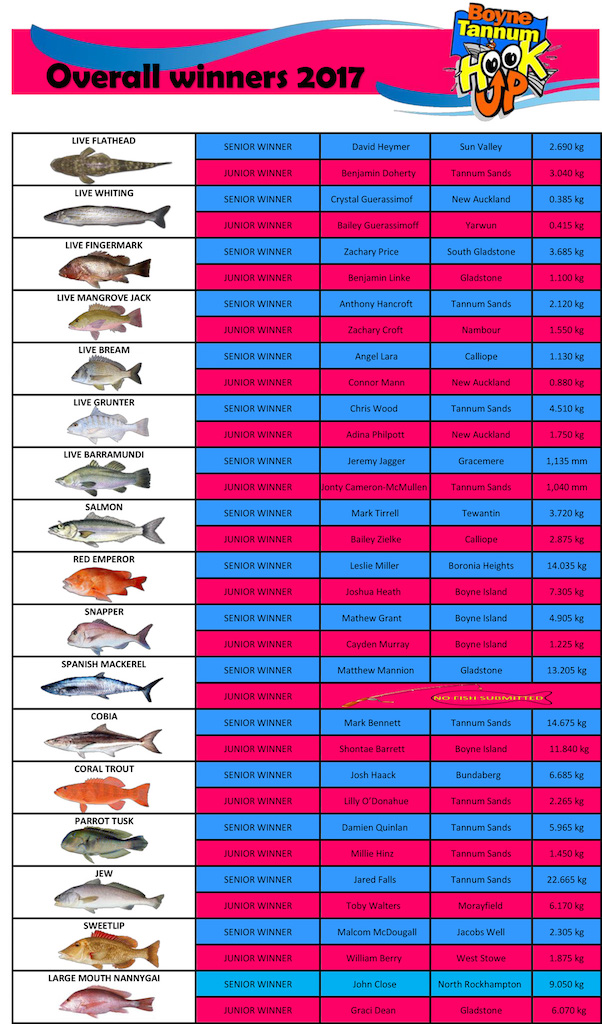 Boyne
Tannum
HOOK
UP
Overall winners 2017
LIVE FLATHEAD
SENIOR WINNER David Heymer Sun Valley 2.690 kg
JUNIOR WINNER Benjamin Doherty Tannum Sands 3.040 kg
LIVE WHITING
SENIOR WINNER Crystal Guerassimof New Auckland 0.385 kg
JUNIOR WINNER Bailey Guerassimoff Yarwun 0.415 kg
LIVE FINGERMARK
SENIOR WINNER Zachary Price South Gladstone 3.685 kg
JUNIOR WINNER Benjamin Linke Gladstone 1.100 kg
LIVE MANGROVE JACK
SENIOR WINNER Anthony Hancroft Tannum Sands 2.120 kg
JUNIOR WINNER Zachary Croft Nambour 1.550 kg
LIVE BREAM
SENIOR WINNER Angel Lara Calliope 1.130 kg
JUNIOR WINNER Connor Mann New Auckland 0.880 kg
LIVE GRUNTER
SENIOR WINNER Chris Wood Tannum Sands 4.510 kg
JUNIOR WINNER Adina Philpott New Auckland 1.750 kg
LIVE BARRAMUNDI
SENIOR WINNER Jeremy Jagger Gracemere 1,135 mm
JUNIOR WINNER Jonty Cameron-McMullen Tannum Sands 1,040 mm
SALMON
SENIOR WINNER Mark Tirrell Tewantin 3.720 kg
JUNIOR WINNER Bailey Zielke Calliope 2.875 kg
RED EMPEROR
SENIOR WINNER Leslie Miller Boronia Heights 14.035 kg
JUNIOR WINNER Joshua Heath Boyne Island 7.305 kg
SNAPPER
SENIOR WINNER Mathew Grant Boyne Island 4.905 kg
JUNIOR WINNER Cayden Murray Boyne Island 1.225 kg
SPANISH MACKEREL
SENIOR WINNER Matthew Mannion Gladstone 13.205 kg
JUNIOR WINNER NO FISH SUBMITTED
COBIA
SENIOR WINNER Mark Bennett Tannum Sands 14.675 kg
JUNIOR WINNER Shontae Barrett Boyne Island 11.840 kg
CORAL TROUT
SENIOR WINNER Josh Haack Bundaberg 6.685 kg
JUNIOR WINNER Lilly O'Donahue Tannum Sands 2.265 kg
PARROT TUSK
SENIOR WINNER Damien Quinlan Tannum Sands 5.965 kg
JUNIOR WINNER Millie Hinz Tannum Sands 1.450 kg
JEW
SENIOR WINNER Jared Falls Tannum Sands 22.665 kg
JUNIOR WINNER Toby Walters Morayfield 6.170 kg
SWEETLIP
SENIOR WINNER Malcom McDougall Jacobs Well 2.305 kg
JUNIOR WINNER William Berry West Stowe 1.875 kg
LARGE MOUTH NANNYGAI
SENIOR WINNER John Close North Rockhampton 9.050 kg
JUNIOR WINNER Graci Dean Gladstone 6.070 kg